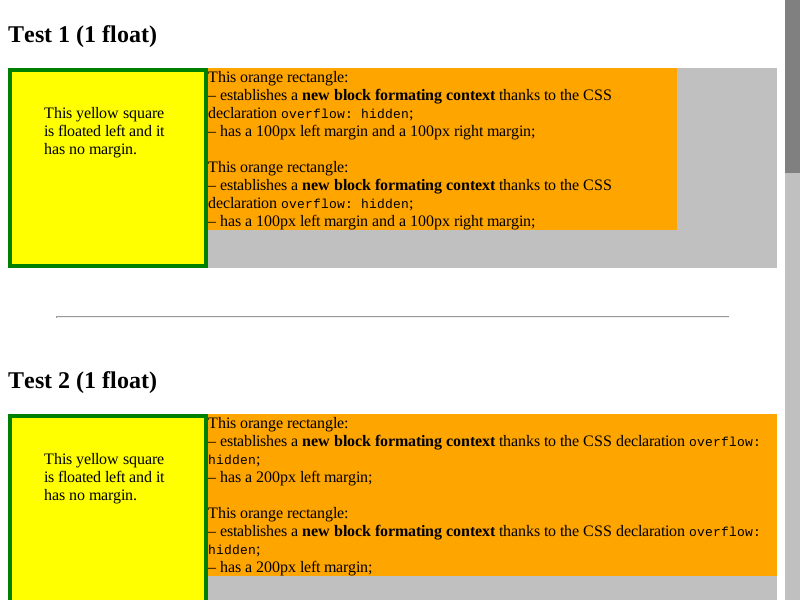 Test 1 (1 float)
This yellow square
is floated left and it
has no margin.
This orange rectangle:
– establishes a new block formating context thanks to the CSS
declaration overflow: hidden;
– has a 100px left margin and a 100px right margin;
This orange rectangle:
– establishes a new block formating context thanks to the CSS
declaration overflow: hidden;
– has a 100px left margin and a 100px right margin;
Test 2 (1 float)
This yellow square
is floated left and it
has no margin.
This orange rectangle:
– establishes a new block formating context thanks to the CSS declaration overflow:
hidden;
– has a 200px left margin;
This orange rectangle:
– establishes a new block formating context thanks to the CSS declaration overflow:
hidden;
– has a 200px left margin;